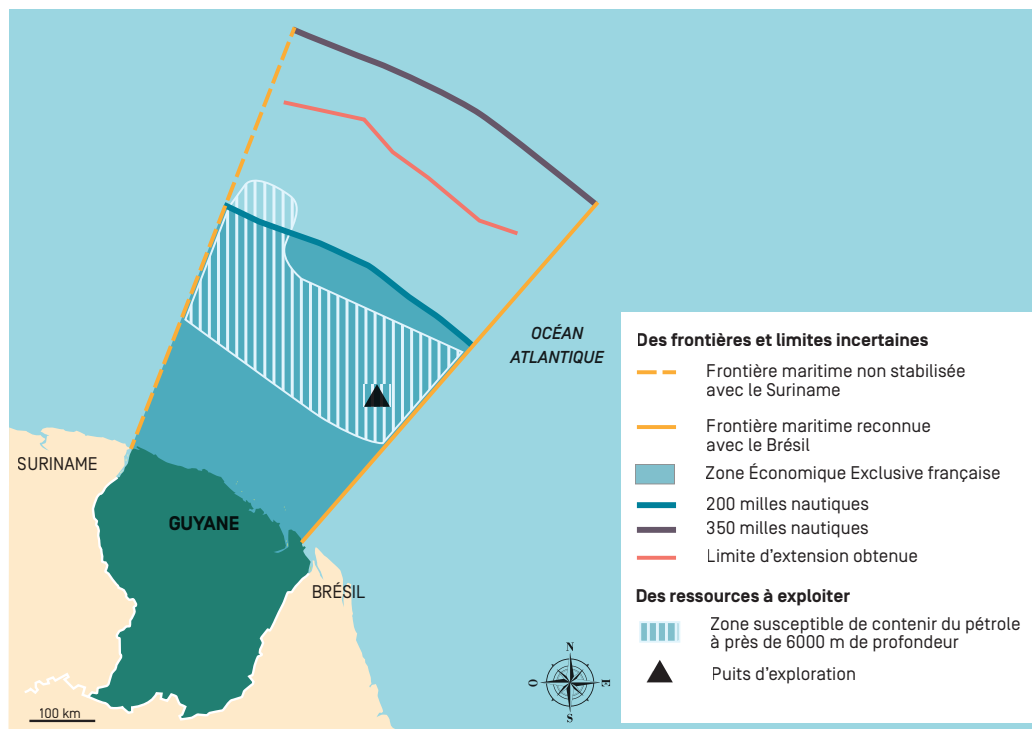 OCÉAN
ATLANTIQUE
SURINAME
GUYANE
BRÉSIL
100 km
N
O
E
S
Des frontières et limites incertaines
Frontière maritime non stabilisée
avec le Suriname
Frontière maritime reconnue
avec le Brésil
Zone Économique Exclusive française
200 milles nautiques
350 milles nautiques
Limite d'extension obtenue
Des ressources à exploiter
Zone susceptible de contenir du pétrole
à près de 6000 m de profondeur
Puits d'exploration